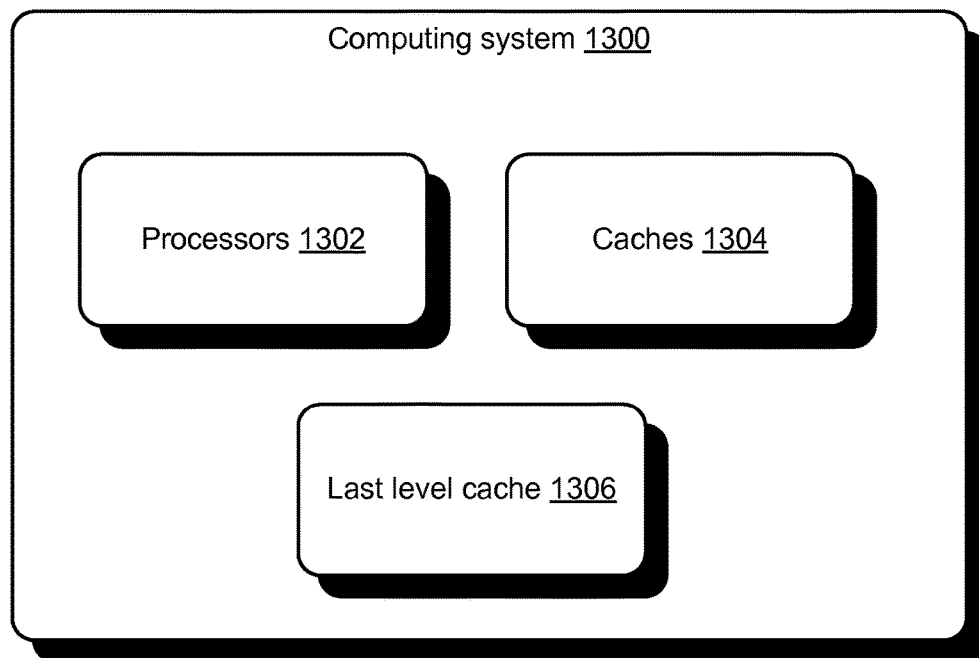 Computing system 1300
Processors 1302
Caches 1304
Last level cache 1306